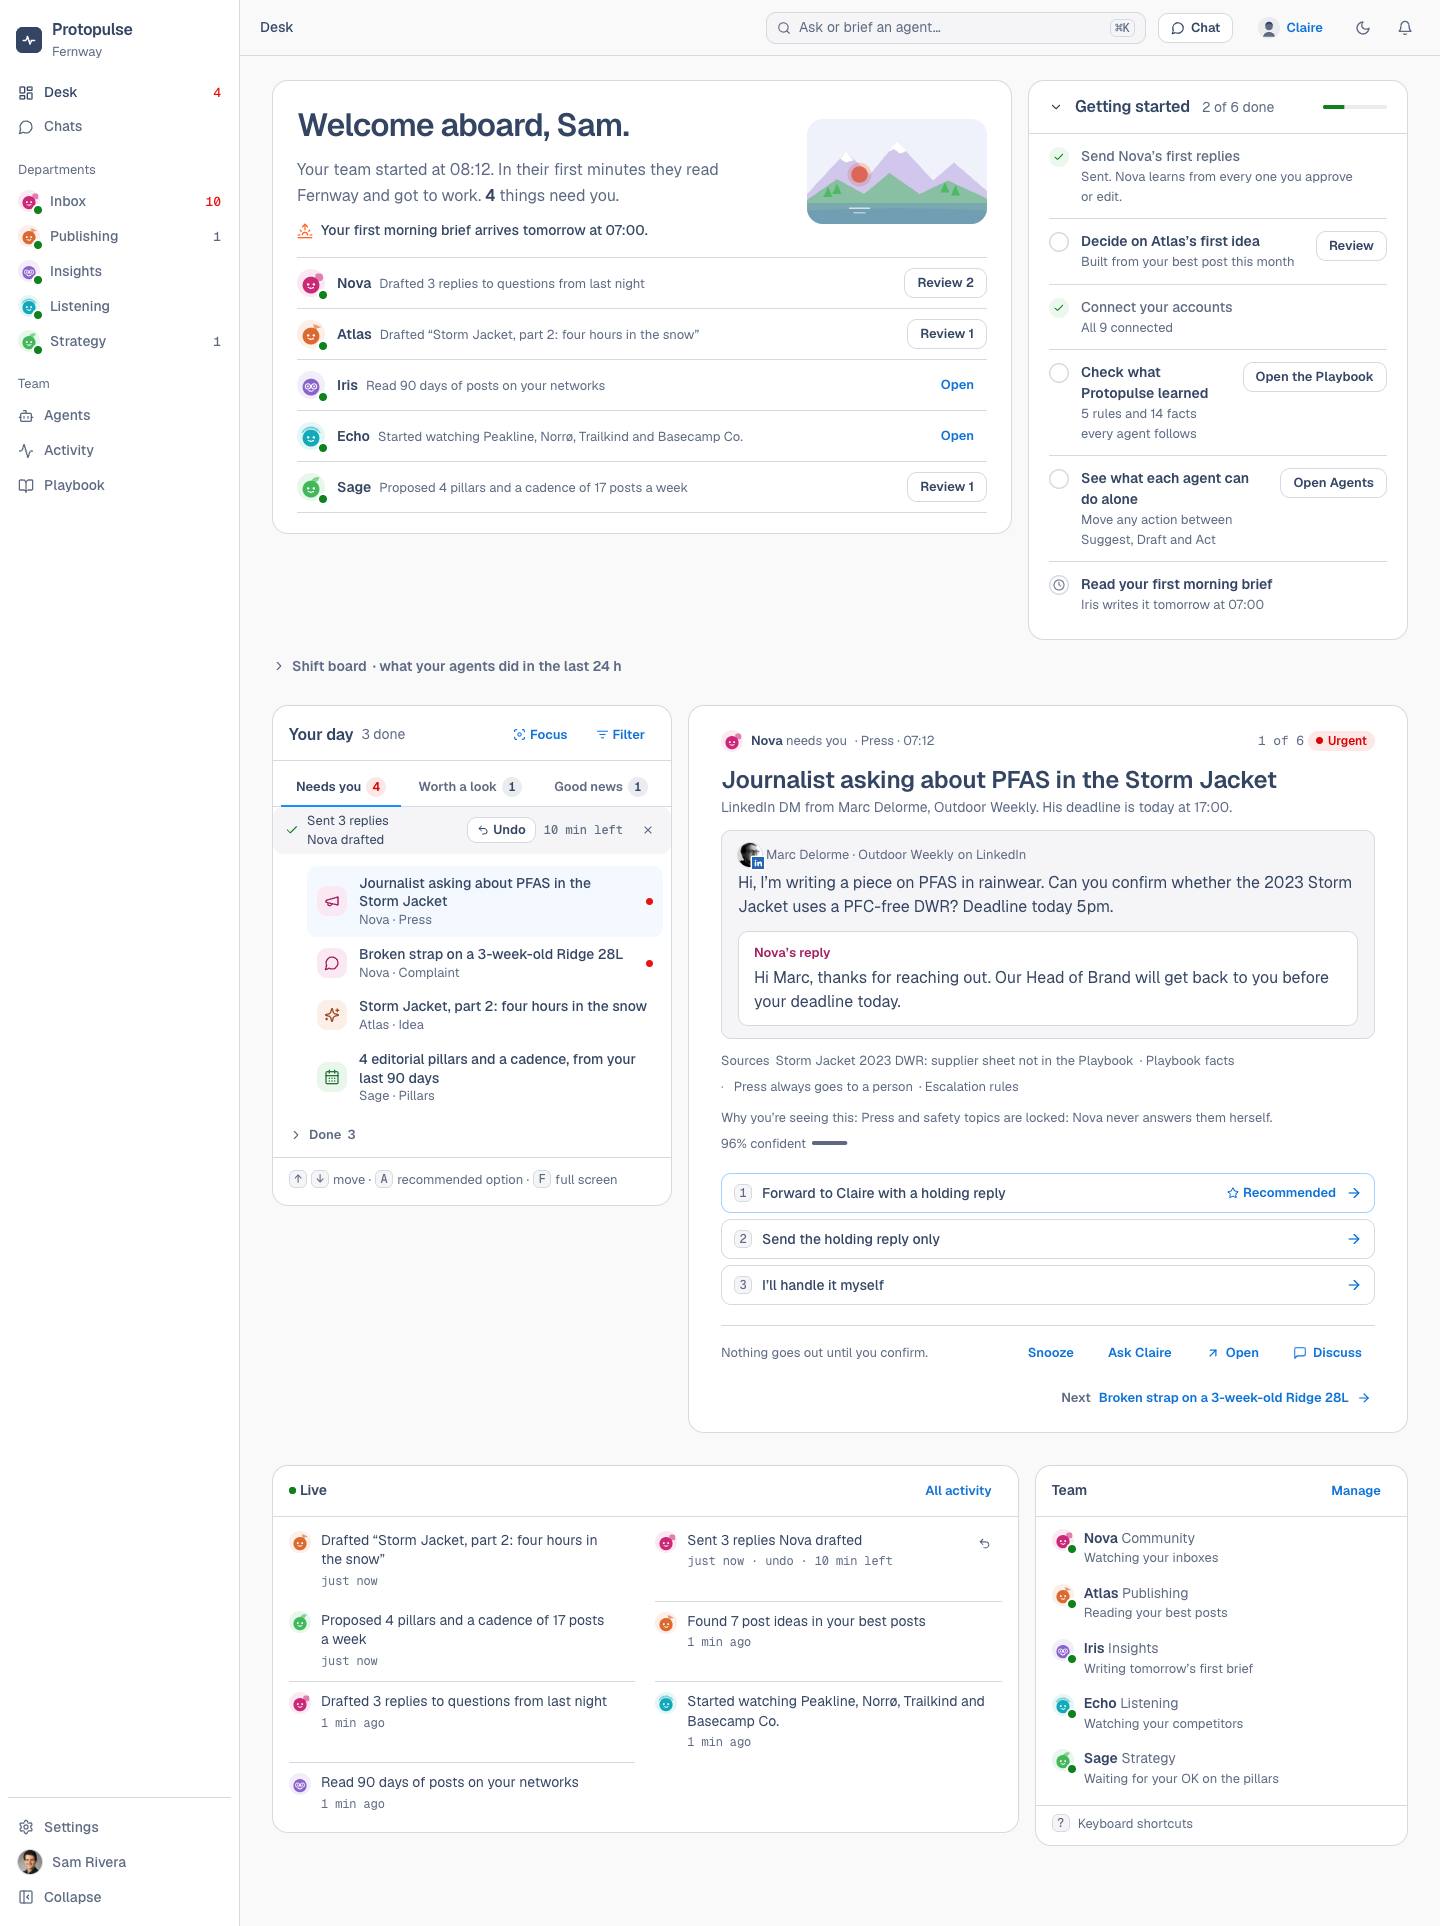 Protopulse
Fernway
Desk 4
Chats
Departments
Inbox 10
Publishing 1
Insights
Listening
Strategy 1
Team
Agents
Activity
Playbook
Settings
Sam Rivera
Collapse
Desk
Ask or brief an agent… ⌘K
Chat
Claire
Welcome aboard, Sam.
Your team started at 08:12. In their first minutes they read
Fernway and got to work. 4 things need you.
Your first morning brief arrives tomorrow at 07:00.
Nova Drafted 3 replies to questions from last night Review 2
Atlas Drafted “Storm Jacket, part 2: four hours in the snow” Review 1
Iris Read 90 days of posts on your networks Open
Echo Started watching Peakline, Norrø, Trailkind and Basecamp Co. Open
Sage Proposed 4 pillars and a cadence of 17 posts a week Review 1
Getting started 2 of 6 done
Send Nova’s first replies
Sent. Nova learns from every one you approve
or edit.
Decide on Atlas’s first idea
Built from your best post this month
Review
Connect your accounts
All 9 connected
Check what
Protopulse learned
5 rules and 14 facts
every agent follows
Open the Playbook
See what each agent can
do alone
Move any action between
Suggest, Draft and Act
Open Agents
Read your first morning brief
Iris writes it tomorrow at 07:00
Shift board · what your agents did in the last 24 h
Your day 3 done
Focus
Filter
Needs you 4
Worth a look 1
Good news 1
Sent 3 replies
Nova drafted
Undo 10 min left
Journalist asking about PFAS in the
Storm Jacket
Nova · Press
Broken strap on a 3-week-old Ridge 28L
Nova · Complaint
Storm Jacket, part 2: four hours in the snow
Atlas · Idea
4 editorial pillars and a cadence, from your
last 90 days
Sage · Pillars
Done 3
↑ ↓ move · A recommended option · F full screen
Nova needs you · Press · 07:12
1 of 6 Urgent
Journalist asking about PFAS in the Storm Jacket
LinkedIn DM from Marc Delorme, Outdoor Weekly. His deadline is today at 17:00.
in
Marc Delorme · Outdoor Weekly on LinkedIn
Hi, I’m writing a piece on PFAS in rainwear. Can you confirm whether the 2023 Storm
Jacket uses a PFC-free DWR? Deadline today 5pm.
Nova’s reply
Hi Marc, thanks for reaching out. Our Head of Brand will get back to you before
your deadline today.
Sources Storm Jacket 2023 DWR: supplier sheet not in the Playbook · Playbook facts
· Press always goes to a person · Escalation rules
Why you’re seeing this: Press and safety topics are locked: Nova never answers them herself.
96% confident
1 Forward to Claire with a holding reply Recommended
2 Send the holding reply only
3 I’ll handle it myself
Nothing goes out until you confirm.
Snooze
Ask Claire
Open
Discuss
Next Broken strap on a 3-week-old Ridge 28L
Live
All activity
Drafted “Storm Jacket, part 2: four hours in
the snow”
just now
Sent 3 replies Nova drafted
just now · undo · 10 min left
Proposed 4 pillars and a cadence of 17 posts
a week
just now
Found 7 post ideas in your best posts
1 min ago
Drafted 3 replies to questions from last night
1 min ago
Started watching Peakline, Norrø, Trailkind and
Basecamp Co.
1 min ago
Read 90 days of posts on your networks
1 min ago
Team
Manage
Nova Community
Watching your inboxes
Atlas Publishing
Reading your best posts
Iris Insights
Writing tomorrow’s first brief
Echo Listening
Watching your competitors
Sage Strategy
Waiting for your OK on the pillars
? Keyboard shortcuts